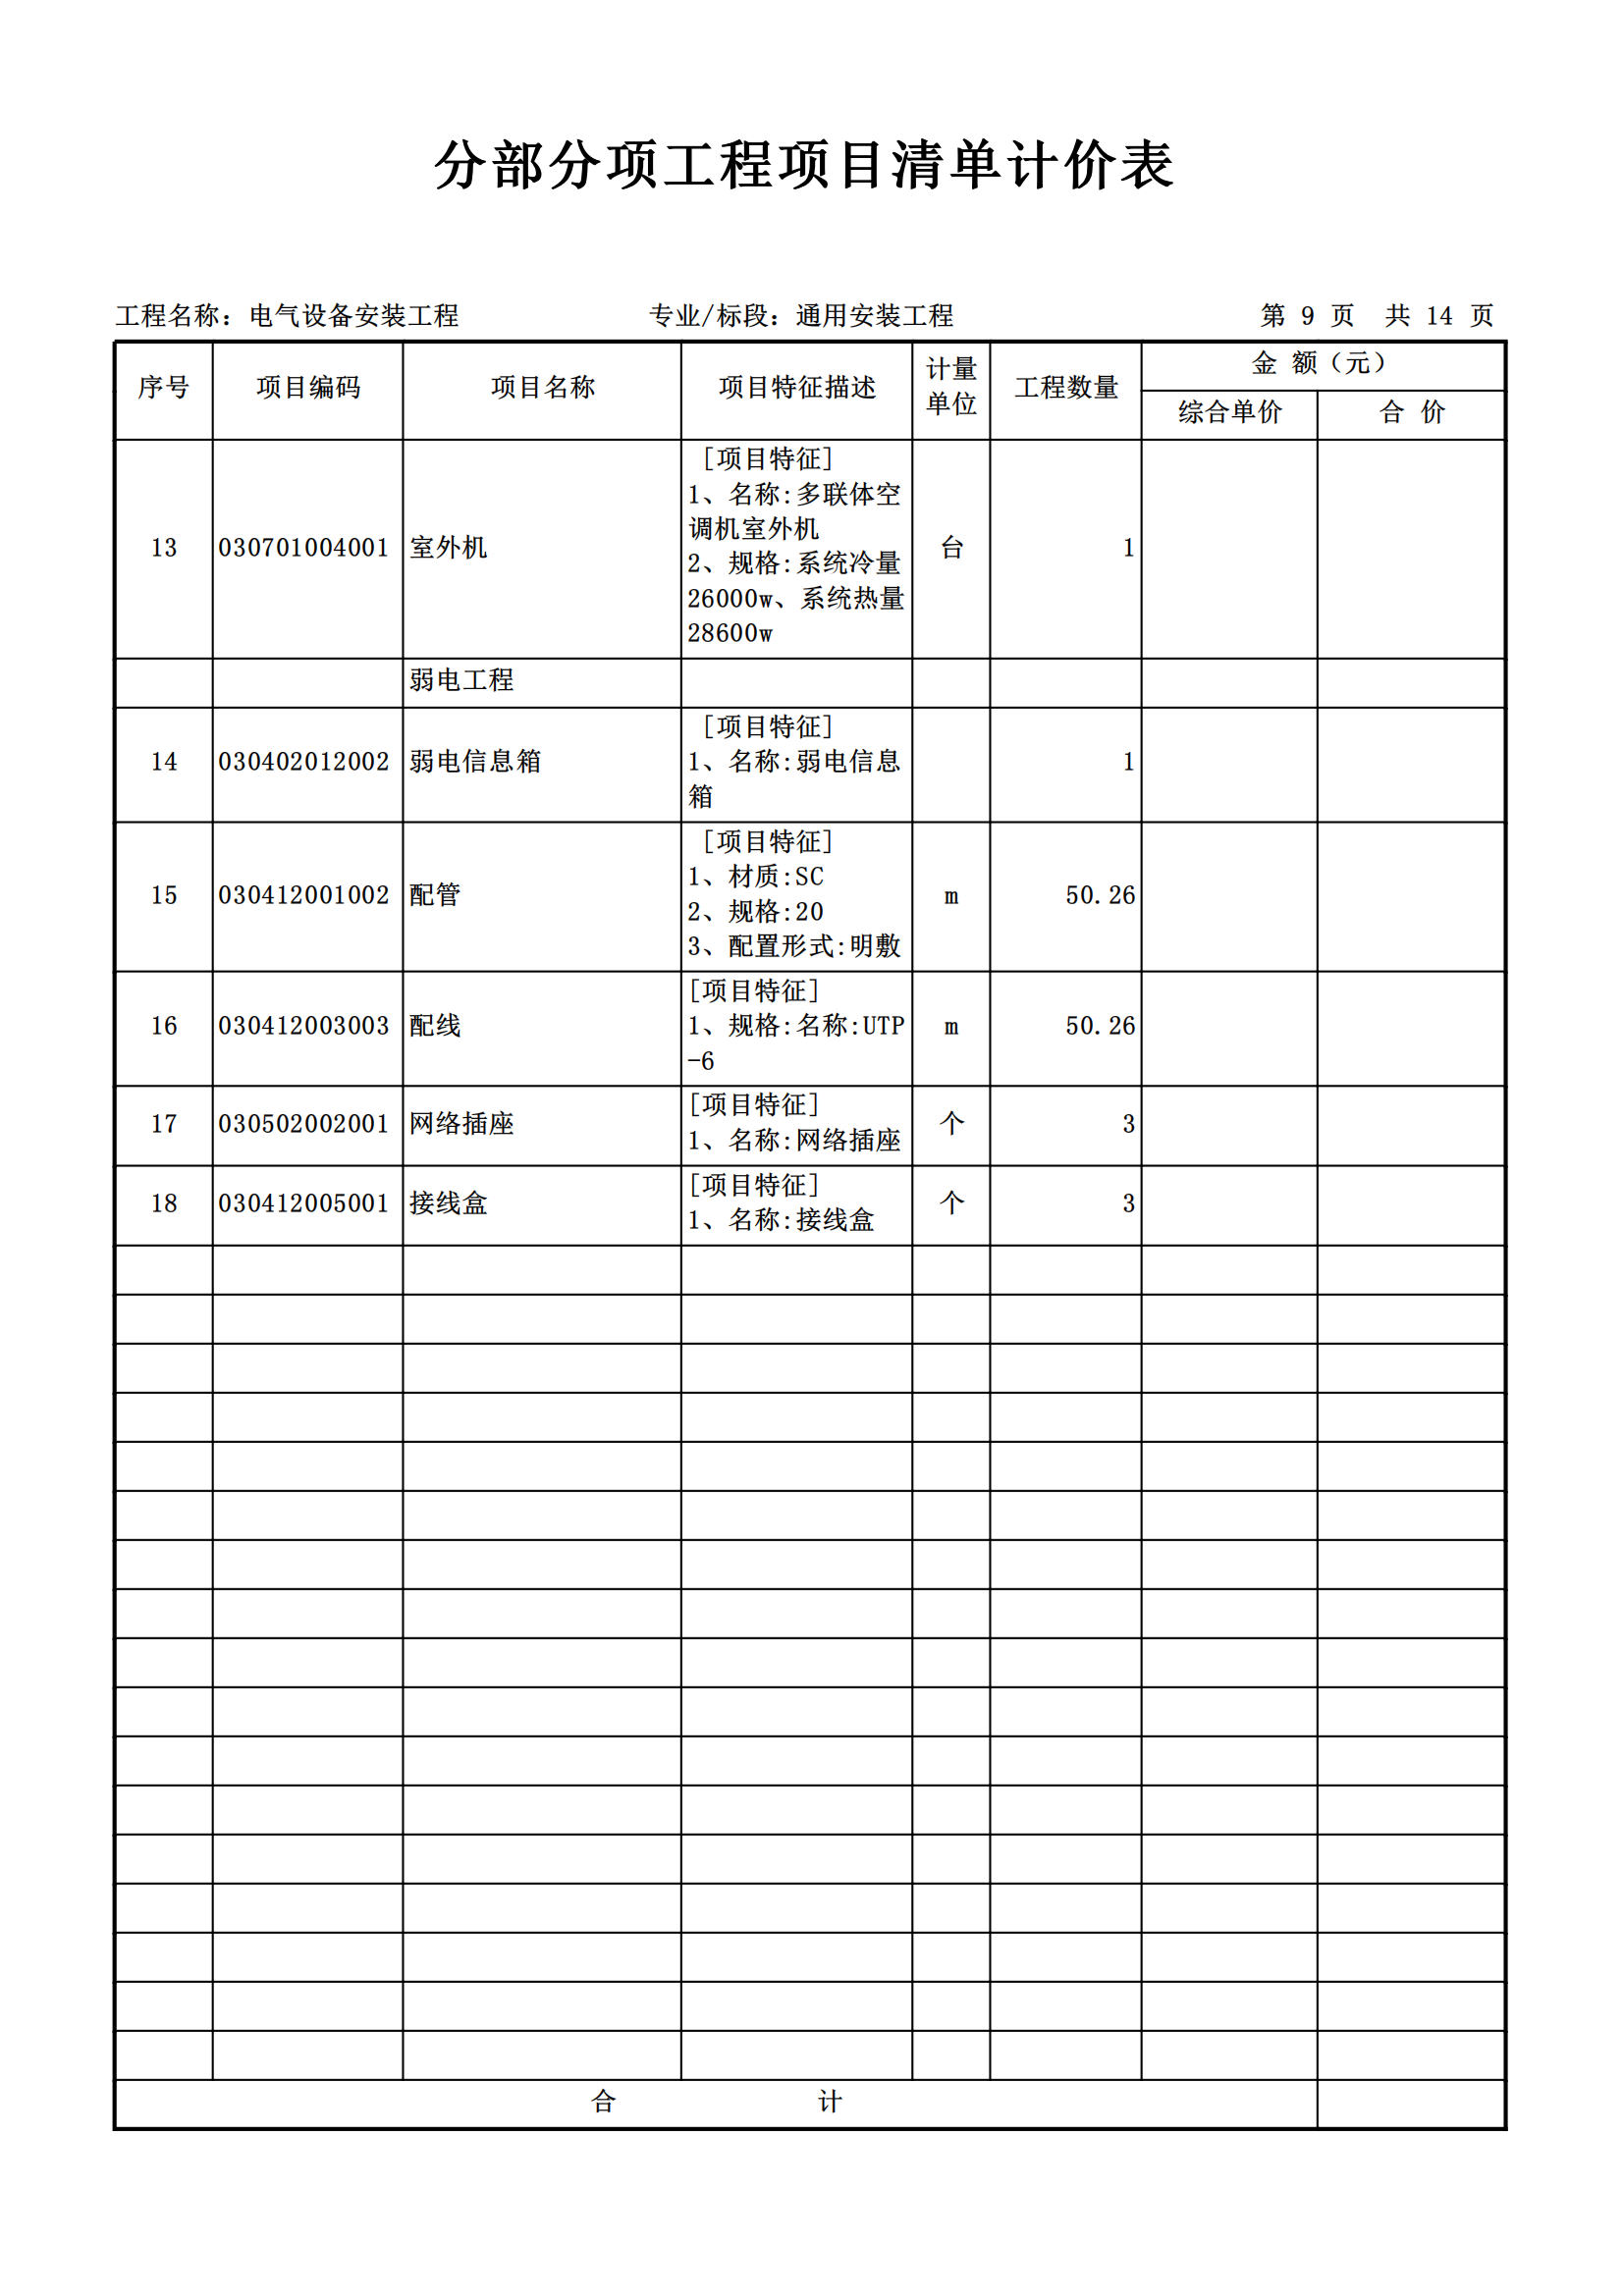 分部分项工程项目清单计价表
工程名称：电气设备安装工程 专业/标段：通用安装工程 第 9 页 共 14 页
序号 项目编码 项目名称 项目特征描述 计量单位 工程数量 金 额（元）
综合单价 合 价
13 030701004001 室外机 [项目特征]
1、名称:多联体空
调机室外机
2、规格:系统冷量
26000w、系统热量
28600w
台 1
弱电工程
14 030402012002 弱电信息箱 [项目特征]
1、名称:弱电信息
箱
1
15 030412001002 配管 [项目特征]
1、材质:SC
2、规格:20
3、配置形式:明敷
m 50.26
16 030412003003 配线 [项目特征]
1、规格:名称:UTP
-6
m 50.26
17 030502002001 网络插座 [项目特征]
1、名称:网络插座
个 3
18 030412005001 接线盒 [项目特征]
1、名称:接线盒
个 3
合 计